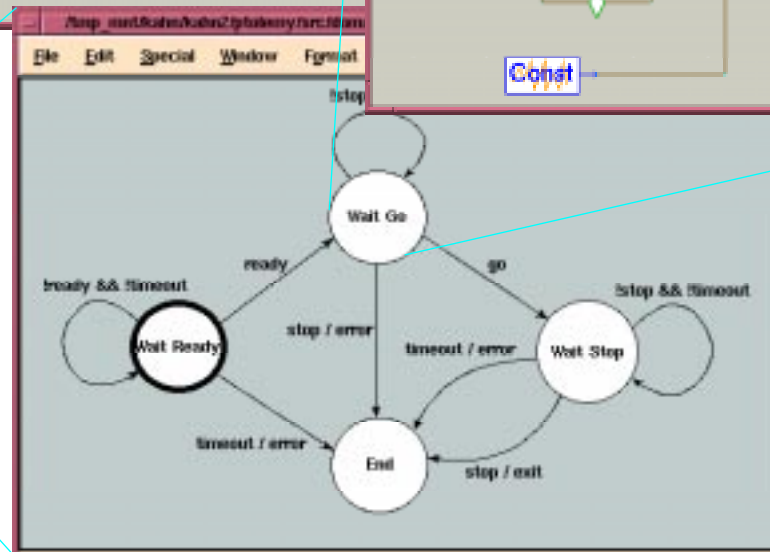 File Edit Special Window Format
Const
!stop
Wait Go
ready
go
!ready && !timeout
!stop && !timeout
stop / error
Wait Ready
timeout / error
Wait Stop
timeout / error
End
stop / exit